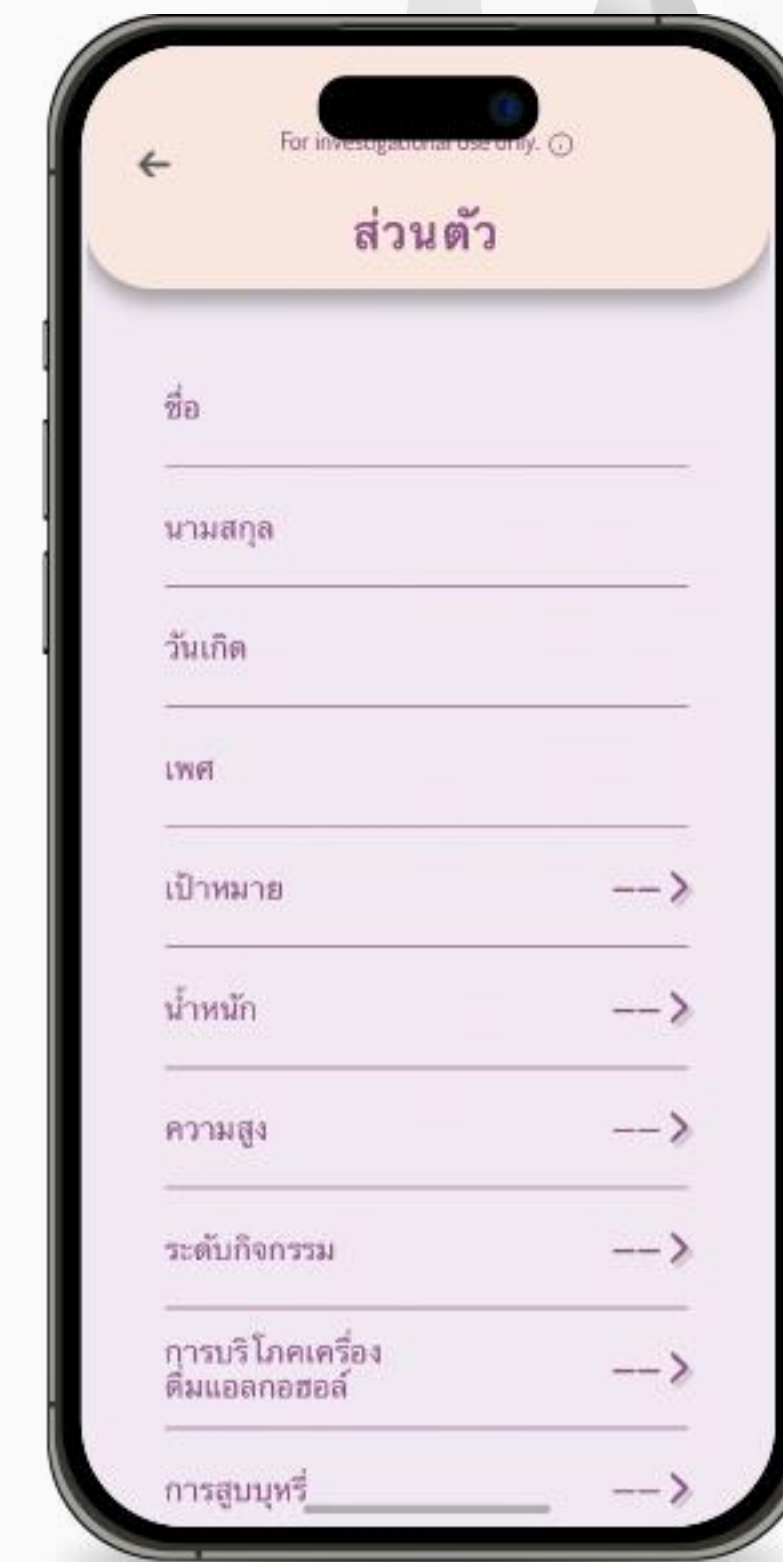 For investigational use only.
ส่วนตัว
ชื่อ
นามสกุล
วันเกิด
เพศ
เป้าหมาย
--
น้ำหนัก
--
ความสูง
--
ระดับกิจกรรม
--
การบริโภคเครื่อง
ดื่มแอลกอฮอล์
--
การสูบบุหรี่
--